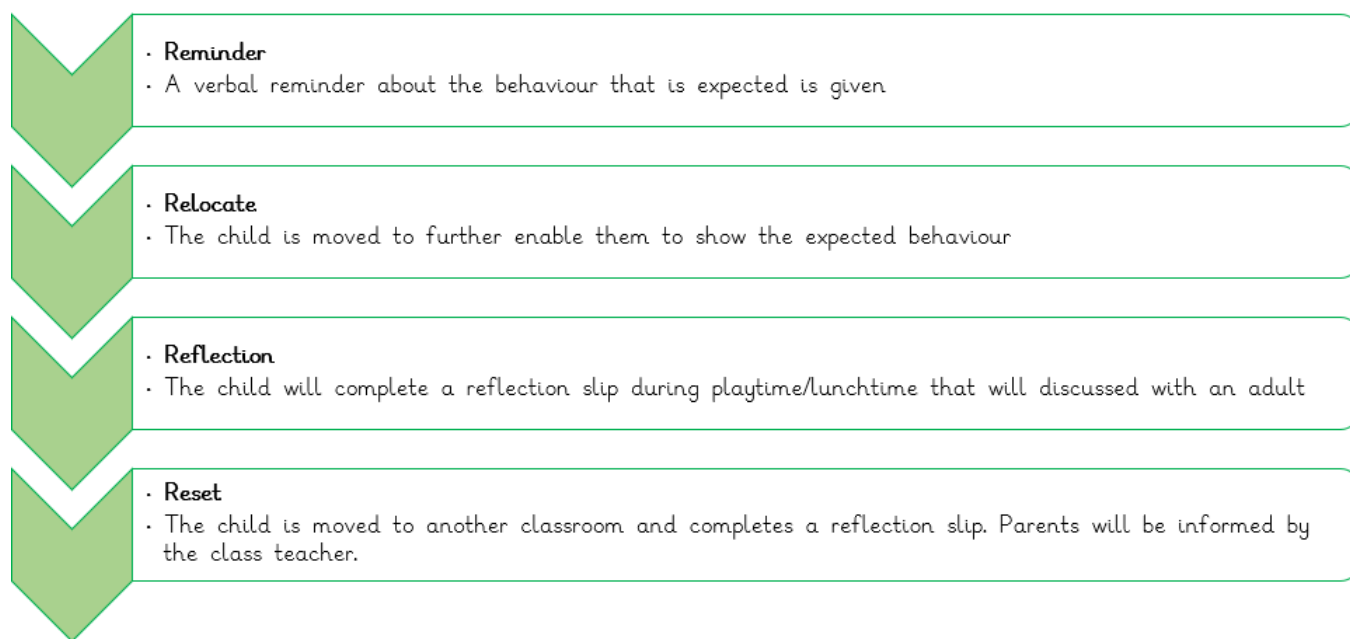 · Reminder
· A verbal reminder about the behaviour that is expected is given
· Relocate
· The child is moved to further enable them to show the expected behaviour
· Reflection
· The child will complete a reflection slip during playtime/lunchtime that will discussed with an adult
· Reset
· The child is moved to another classroom and completes a reflection slip. Parents will be informed by
the class teacher.